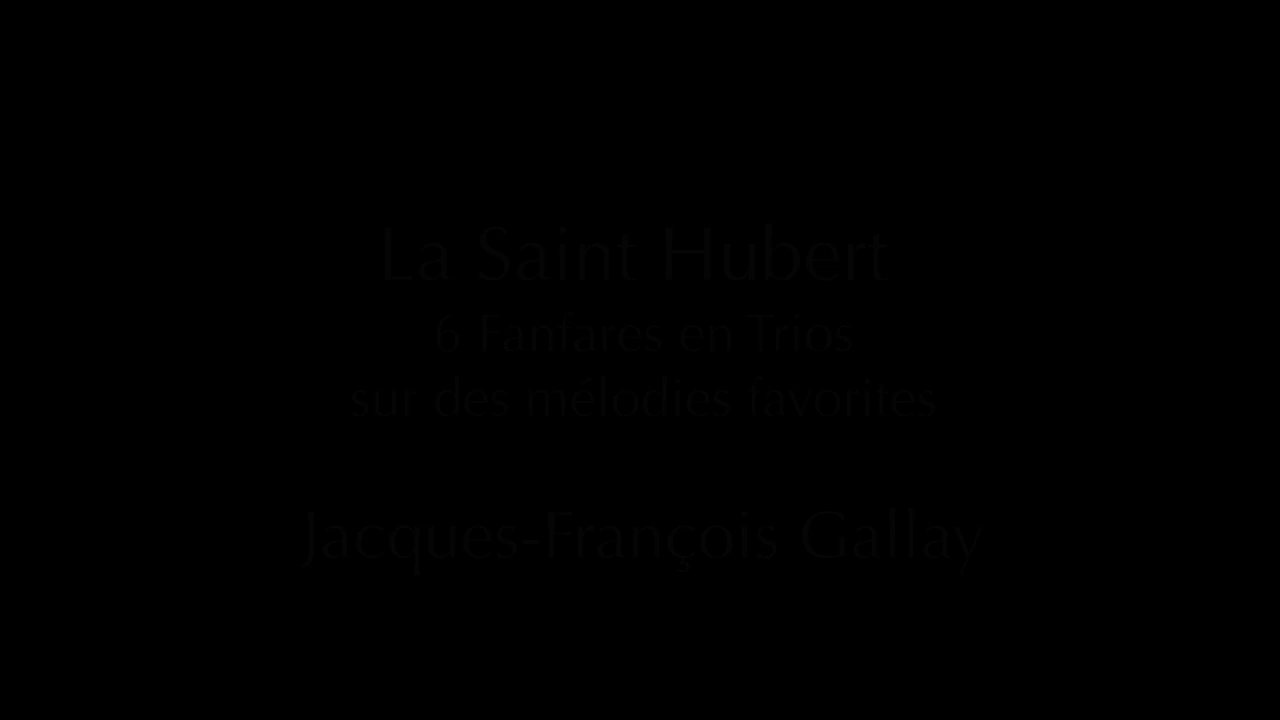 La Saint Hubert
6 Fanfares en Trios
sur des mélodies favorites
Jacques-François Gallay